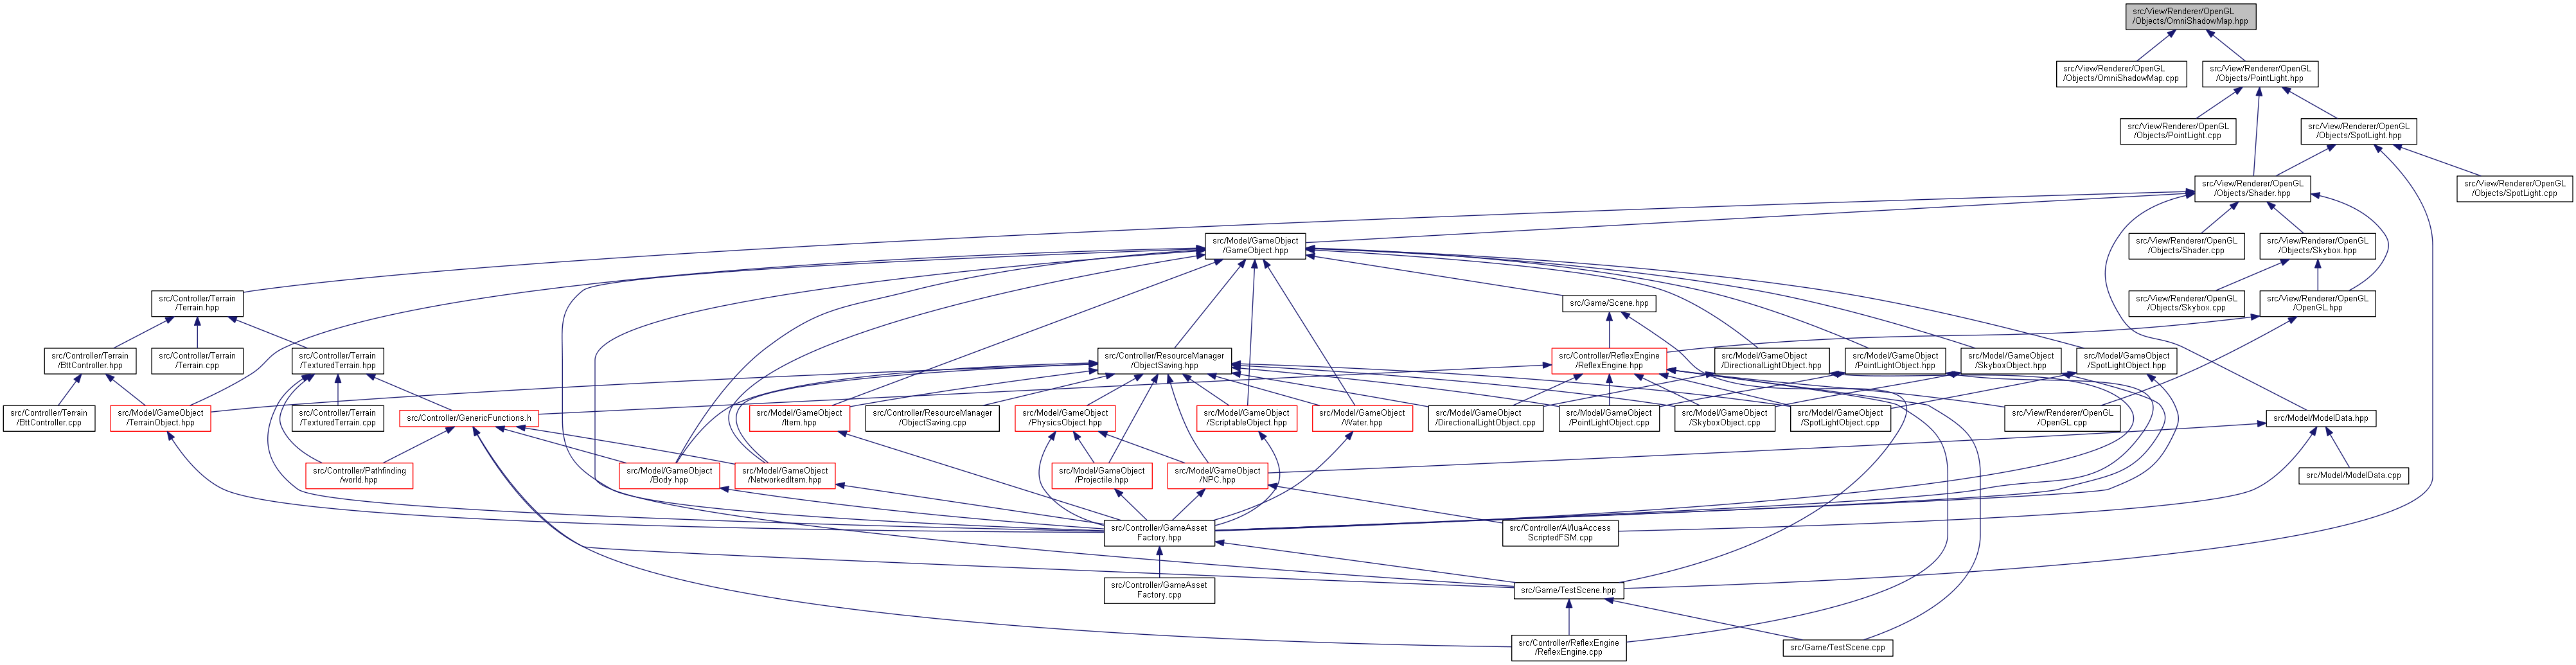 src/View/Renderer/OpenGL
/Objects/OmniShadowMap.hpp
src/View/Renderer/OpenGL
/Objects/OmniShadowMap.cpp
src/View/Renderer/OpenGL
/Objects/PointLight.hpp
src/View/Renderer/OpenGL
/Objects/PointLight.cpp
src/View/Renderer/OpenGL
/Objects/SpotLight.hpp
src/View/Renderer/OpenGL
/Objects/Shader.hpp
src/View/Renderer/OpenGL
/Objects/SpotLight.cpp
src/Model/GameObject
/GameObject.hpp
src/View/Renderer/OpenGL
/Objects/Shader.cpp
src/View/Renderer/OpenGL
/Objects/Skybox.hpp
src/Controller/Terrain
/Terrain.hpp
src/Game/Scene.hpp
src/View/Renderer/OpenGL
/Objects/Skybox.cpp
src/View/Renderer/OpenGL
/OpenGL.hpp
src/Controller/Terrain
/BttController.hpp
src/Controller/Terrain
/Terrain.cpp
src/Controller/Terrain
/TexturedTerrain.hpp
src/Controller/ResourceManager
/ObjectSaving.hpp
src/Controller/ReflexEngine
/ReflexEngine.hpp
src/Model/GameObject
/DirectionalLightObject.hpp
src/Model/GameObject
/PointLightObject.hpp
src/Model/GameObject
/SkyboxObject.hpp
src/Model/GameObject
/SpotLightObject.hpp
src/Controller/Terrain
/BttController.cpp
src/Model/GameObject
/TerrainObject.hpp
src/Controller/Terrain
/TexturedTerrain.cpp
src/Controller/GenericFunctions.h
src/Model/GameObject
/Item.hpp
src/Controller/ResourceManager
/ObjectSaving.cpp
src/Model/GameObject
/PhysicsObject.hpp
src/Model/GameObject
/ScriptableObject.hpp
src/Model/GameObject
/Water.hpp
src/Model/GameObject
/DirectionalLightObject.cpp
src/Model/GameObject
/PointLightObject.cpp
src/Model/GameObject
/SkyboxObject.cpp
src/Model/GameObject
/SpotLightObject.cpp
src/View/Renderer/OpenGL
/OpenGL.cpp
src/Model/ModelData.hpp
src/Controller/Pathfinding
/world.hpp
src/Model/GameObject
/Body.hpp
src/Model/GameObject
/NetworkedItem.hpp
src/Model/GameObject
/Projectile.hpp
src/Model/GameObject
/NPC.hpp
src/Model/ModelData.cpp
src/Controller/GameAsset
Factory.hpp
src/Controller/AI/luaAccess
ScriptedFSM.cpp
src/Controller/GameAsset
Factory.cpp
src/Game/TestScene.hpp
src/Controller/ReflexEngine
/ReflexEngine.cpp
src/Game/TestScene.cpp